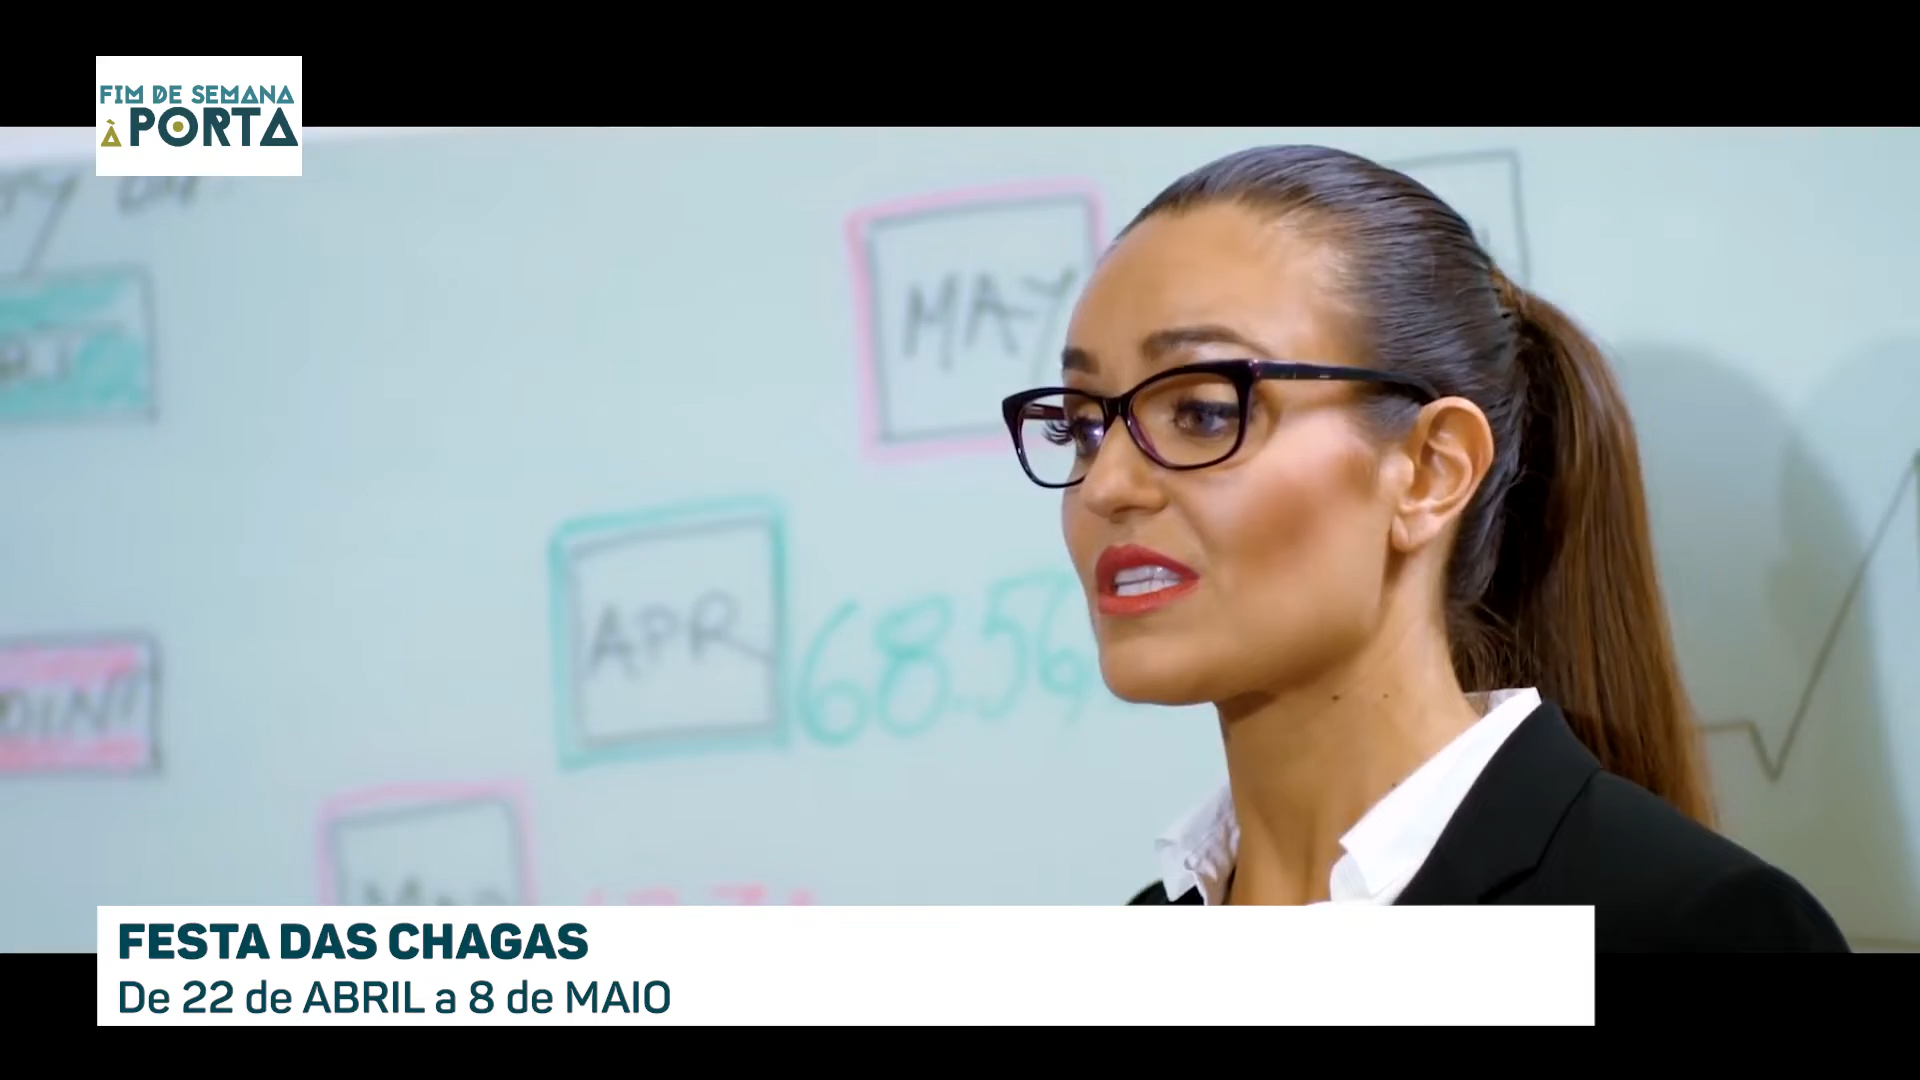 FIM DE SEMANA
À PORTA
MAY
APR 68.56
FESTA DAS CHAGAS
De 22 de ABRIL a 8 de MAIO